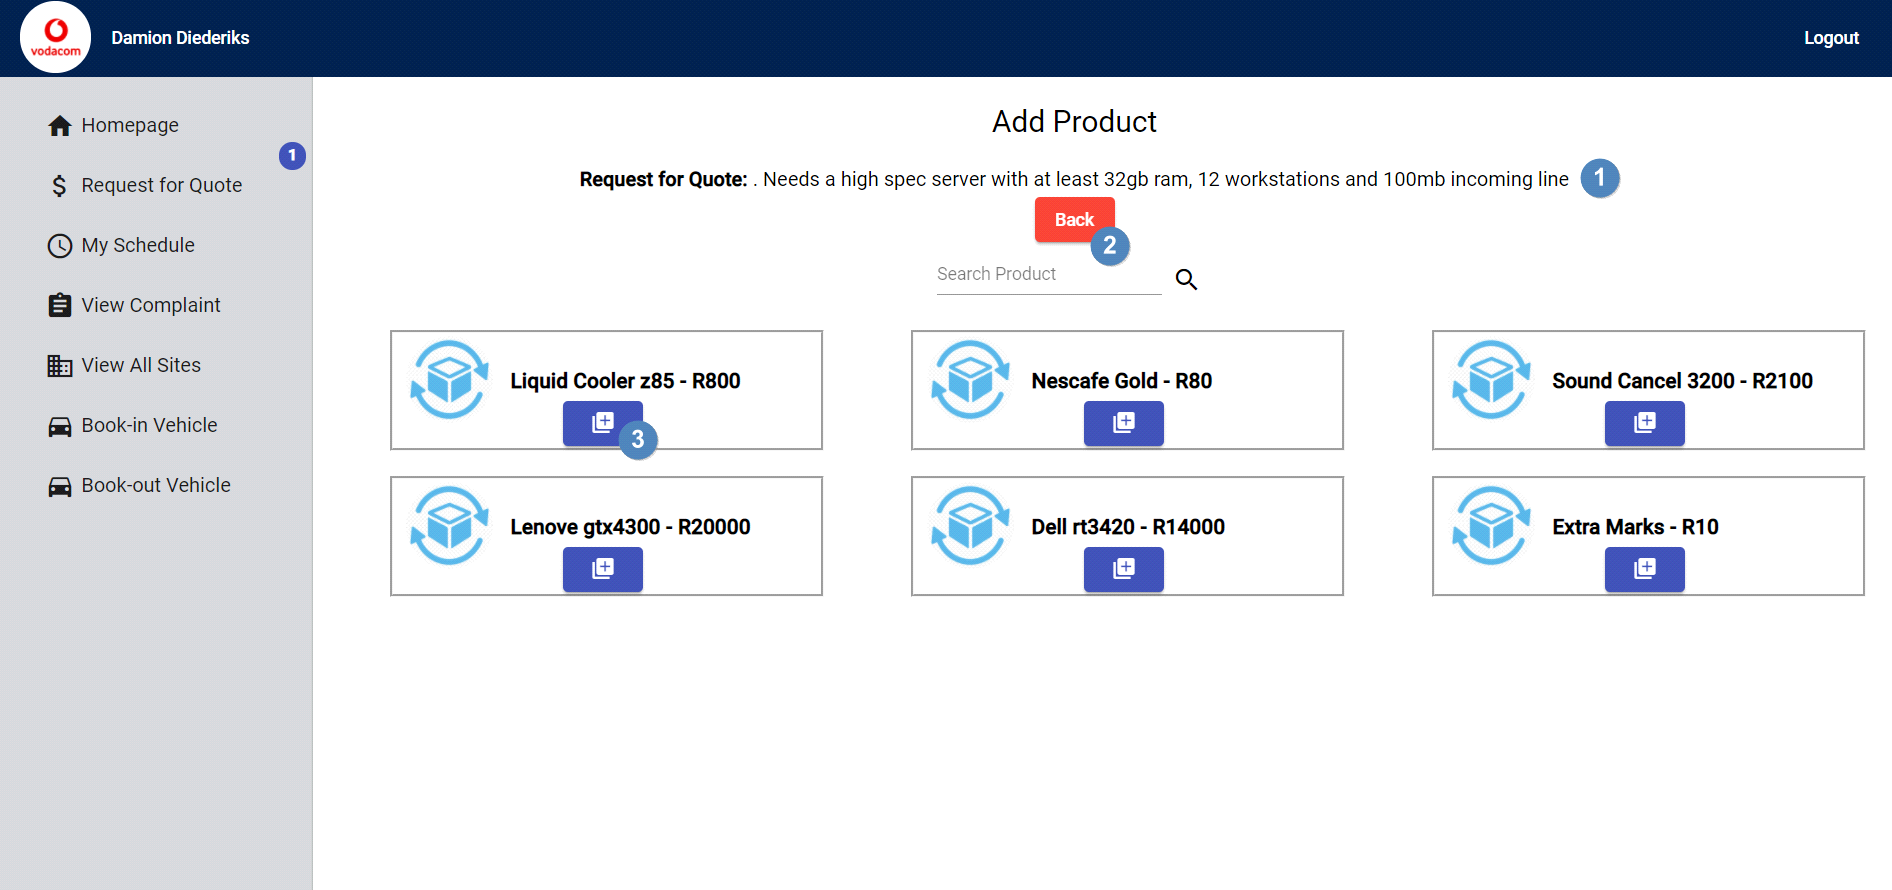 vodacom
Damion Diederiks
Logout
Homepage
1
Request for Quote
My Schedule
View Complaint
View All Sites
Book-in Vehicle
Book-out Vehicle
Add Product
Request for Quote: . Needs a high spec server with at least 32gb ram, 12 workstations and 100mb incoming line 1
Back
2
Search Product
Liquid Cooler z85 - R800
3
Nescafe Gold - R80
Sound Cancel 3200 - R2100
Lenove gtx4300 - R20000
Dell rt3420 - R14000
Extra Marks - R10